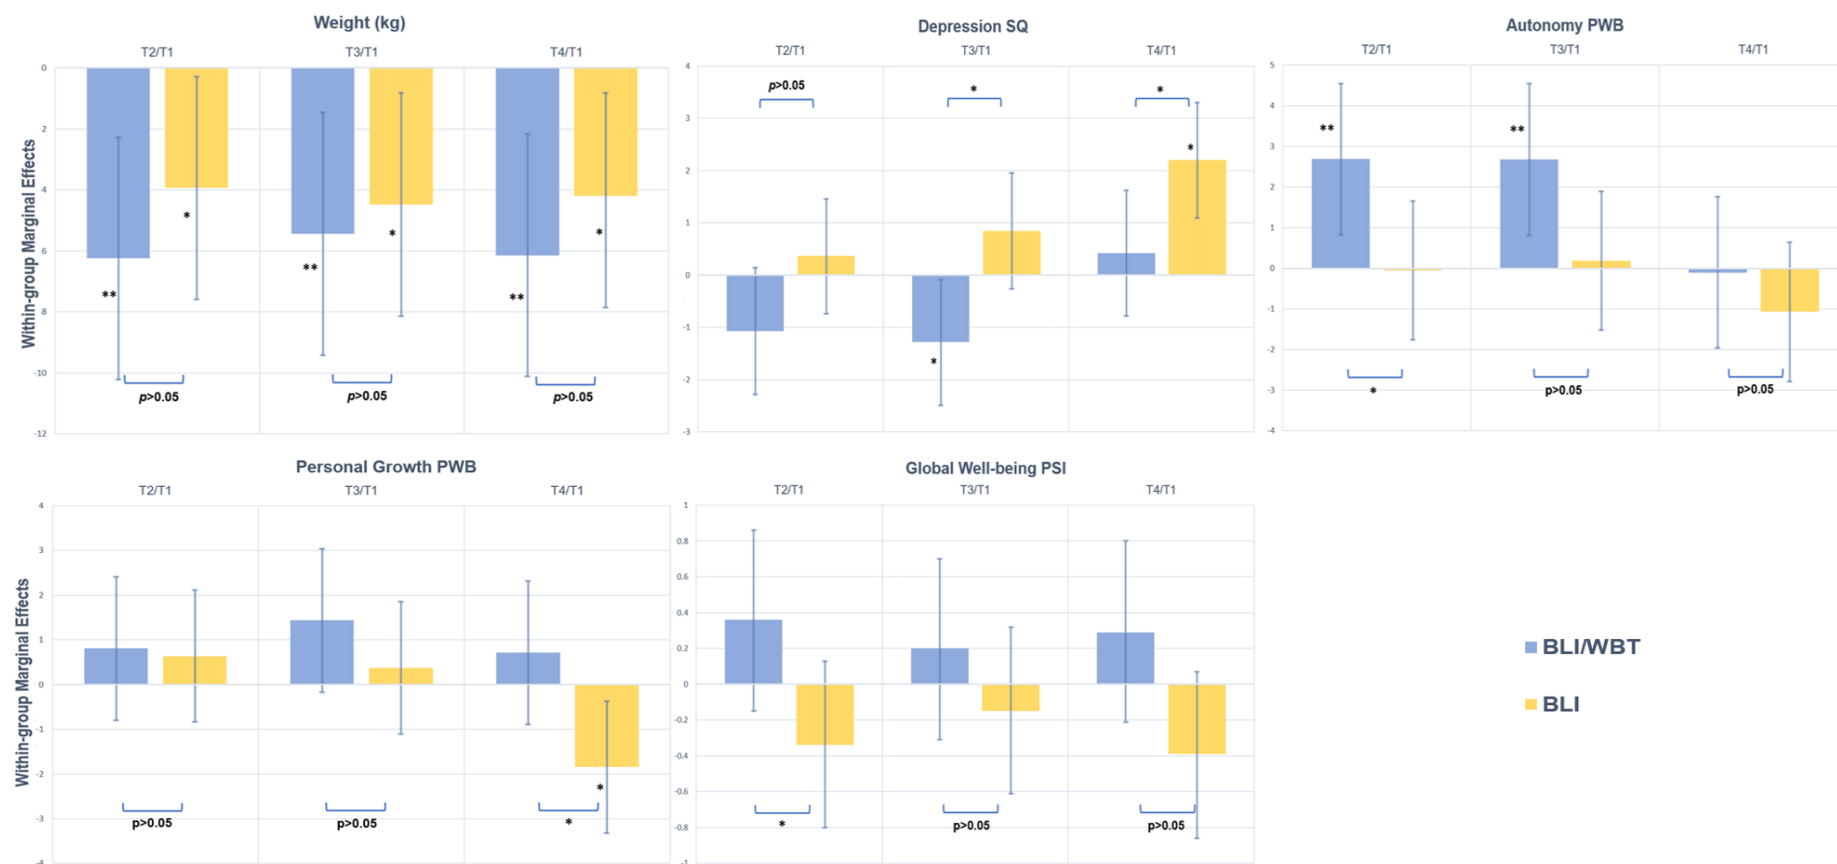 Weight (kg)
T2/T1 T3/T1 T4/T1
Within-group Marginal Effects
0
2
4
6
8
-10
-12
** * ** * ** *
p>0.05 p>0.05 p>0.05
Depression SQ
T2/T1 T3/T1 T4/T1
4
3
2
1
0
-1
-2
-3
p>0.05 * *
*
*
Autonomy PWB
T2/T1 T3/T1 T4/T1
5
4
3
2
1
0
-1
-2
-3
-4
** **
* p>0.05 p>0.05
Personal Growth PWB
T2/T1 T3/T1 T4/T1
Within-group Marginal Effects
4
3
2
1
0
-1
-2
-3
-4
*
p>0.05 p>0.05 *
Global Well-being PSI
T2/T1 T3/T1 T4/T1
1
0.8
0.6
0.4
0.2
0
-0.2
-0.4
-0.6
-0.8
-1
* p>0.05 p>0.05
BLI/WBT
BLI